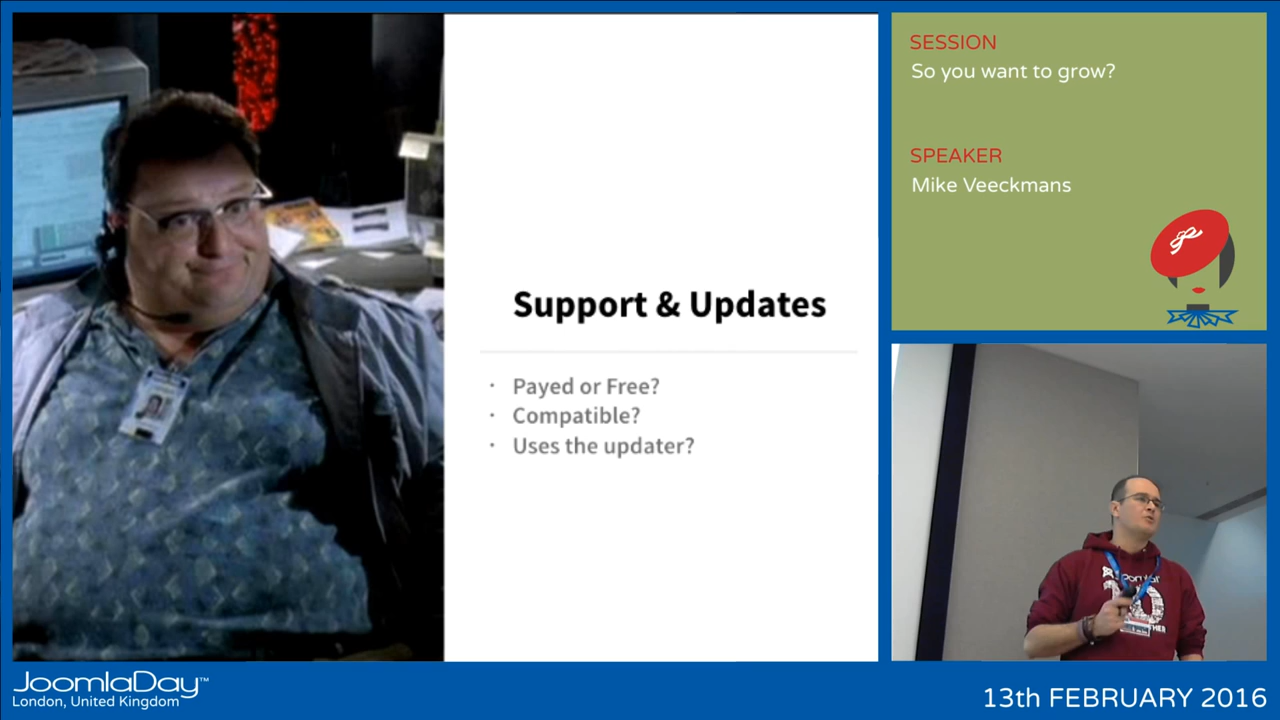 Support & Updates
· Payed or Free?
· Compatible?
· Uses the updater?
SESSION
So you want to grow?
SPEAKER
Mike Veeckmans
10
JoomlaDay™
London, United Kingdom
13th FEBRUARY 2016